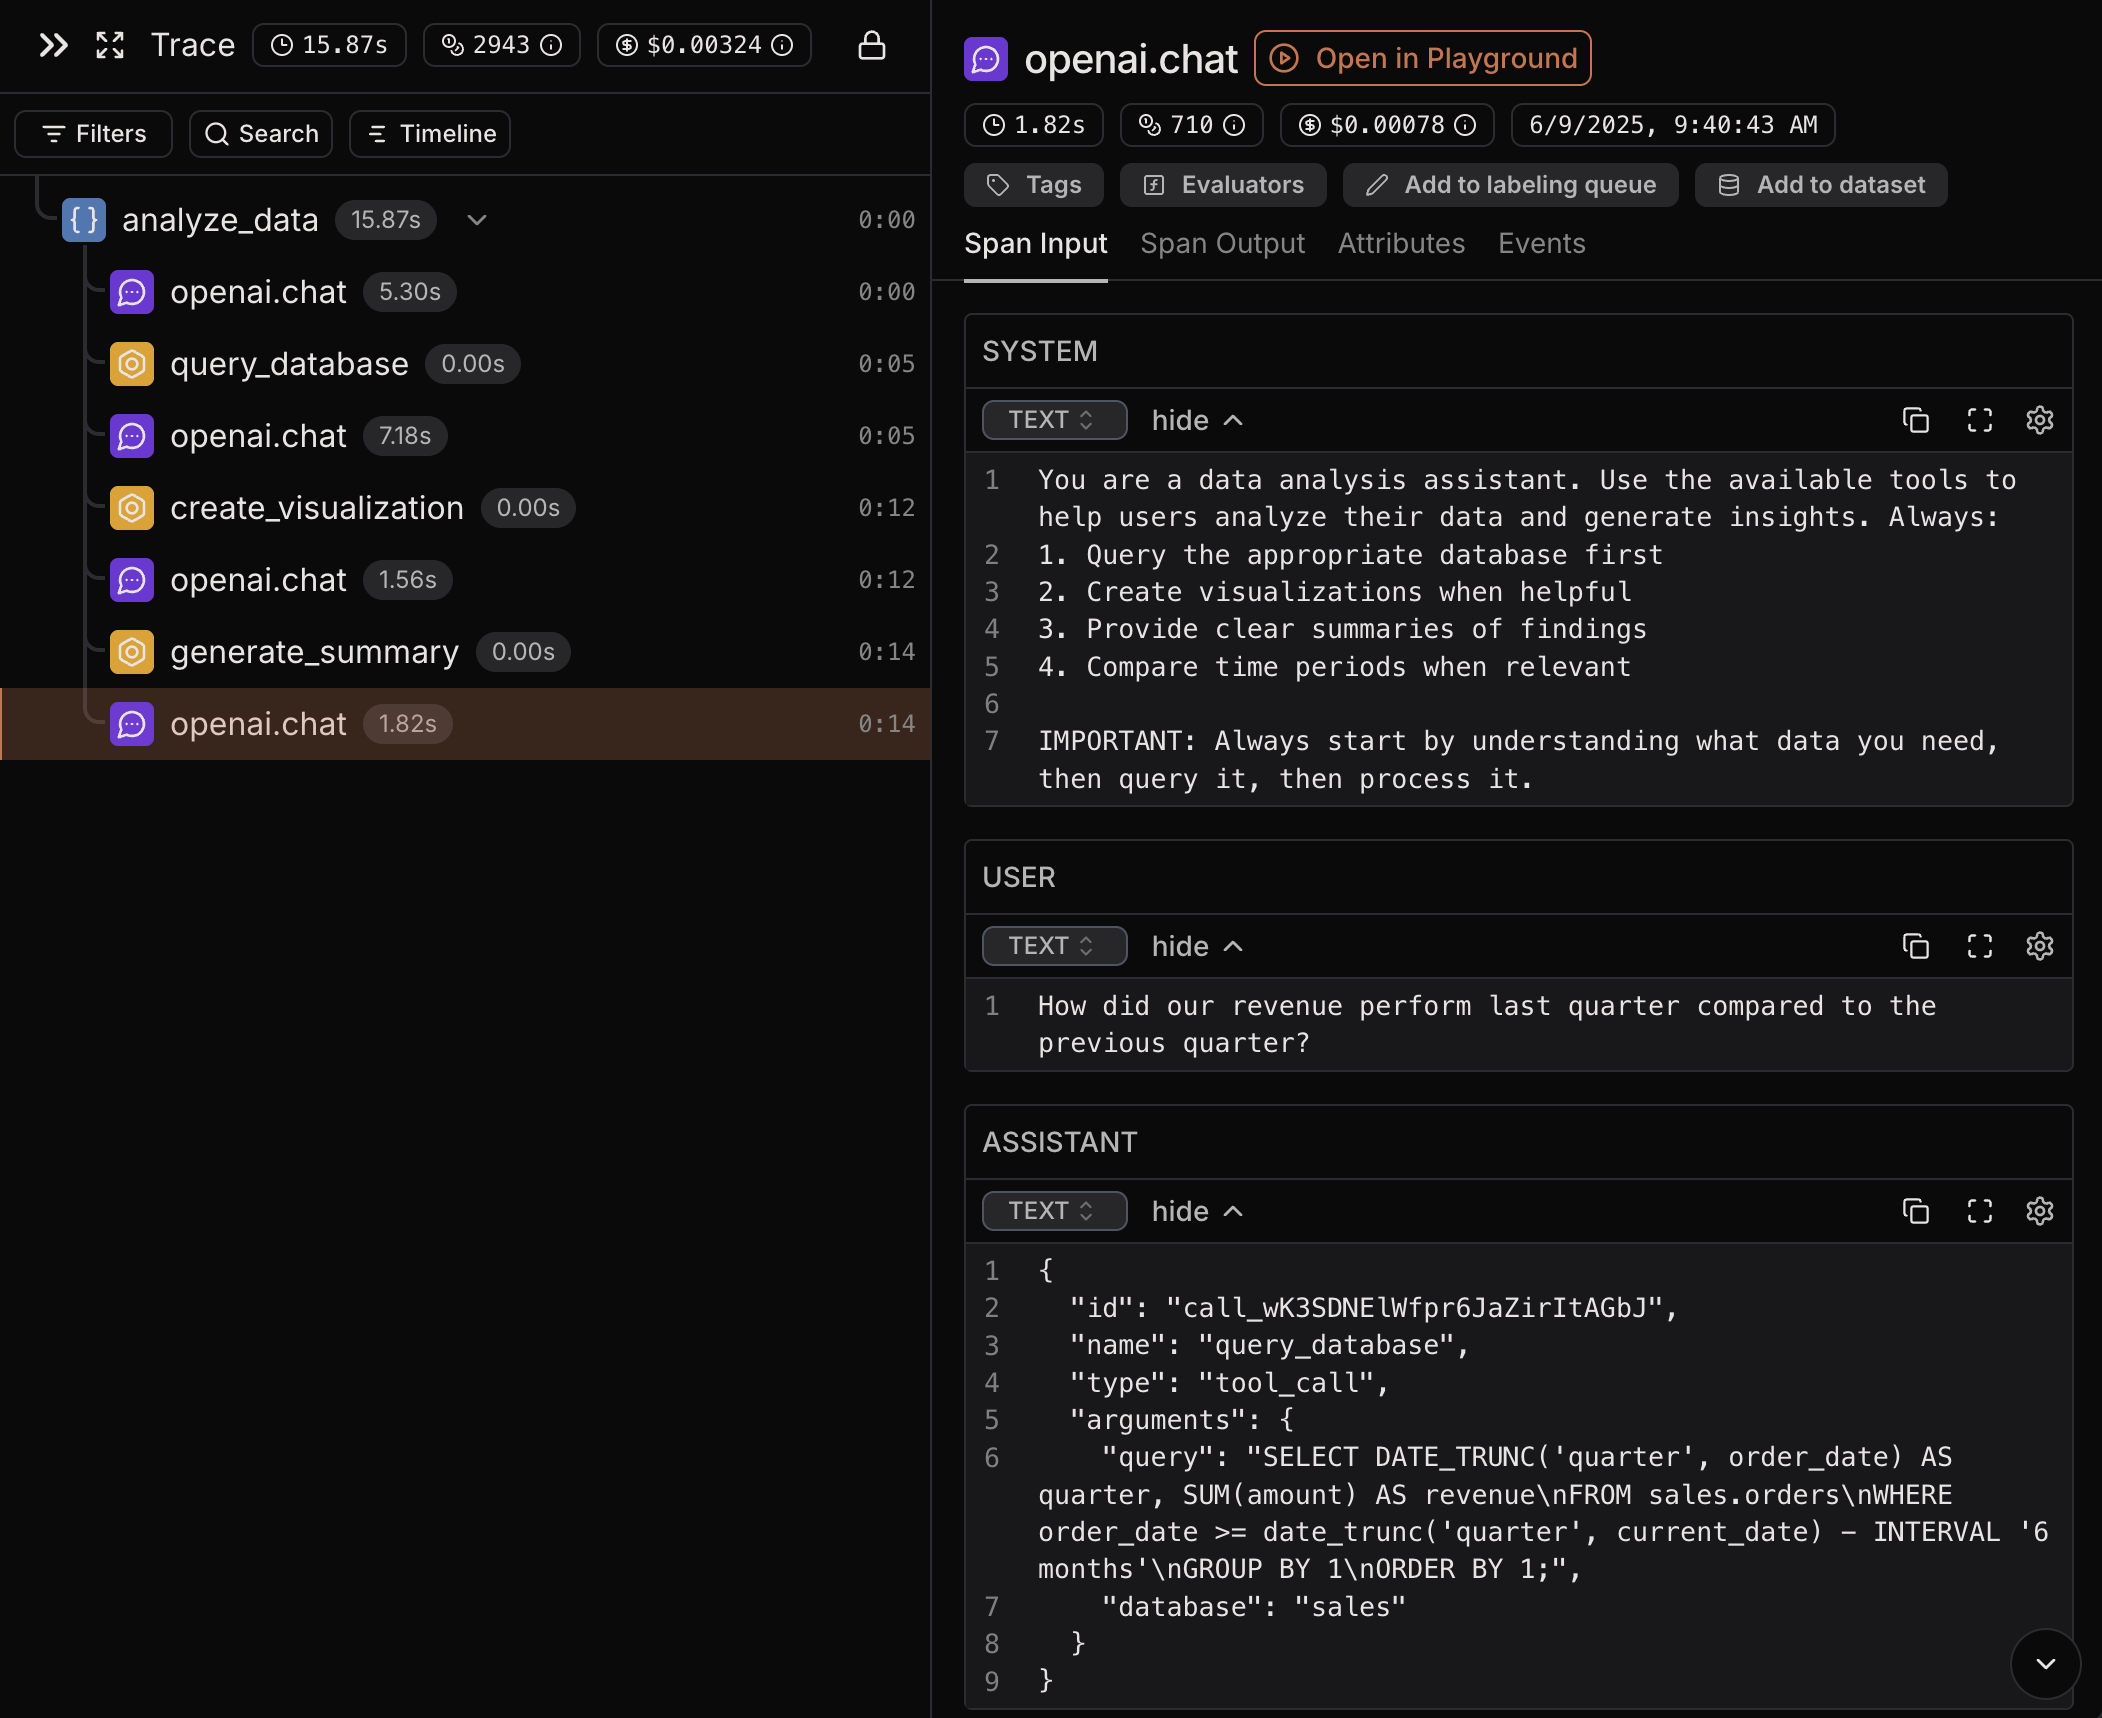 Trace 15.87s 2943 $0.00324
Filters Search Timeline
analyze_data 15.87s 0:00
openai.chat 5.30s 0:00
query_database 0.00s 0:05
openai.chat 7.18s 0:05
create_visualization 0.00s 0:12
openai.chat 1.56s 0:12
generate_summary 0.00s 0:14
openai.chat 1.82s 0:14
openai.chat Open in Playground
1.82s 710 $0.00078 6/9/2025, 9:40:43 AM
Tags Evaluators Add to labeling queue Add to dataset
Span Input Span Output Attributes Events
SYSTEM
TEXT hide
1 You are a data analysis assistant. Use the available tools to
help users analyze their data and generate insights. Always:
2 1. Query the appropriate database first
3 2. Create visualizations when helpful
4 3. Provide clear summaries of findings
5 4. Compare time periods when relevant
6
7 IMPORTANT: Always start by understanding what data you need,
then query it, then process it.
USER
TEXT hide
1 How did our revenue perform last quarter compared to the
previous quarter?
ASSISTANT
TEXT hide
1 {
2 "id": "call_wK3SDNElWfpr6JaZirItAGbJ",
3 "name": "query_database",
4 "type": "tool_call",
5 "arguments": {
6 "query": "SELECT DATE_TRUNC('quarter', order_date) AS
quarter, SUM(amount) AS revenue\nFROM sales.orders\nWHERE
order_date >= date_trunc('quarter', current_date) - INTERVAL '6
months'\nGROUP BY 1\nORDER BY 1;",
7 "database": "sales"
8 }
9 }